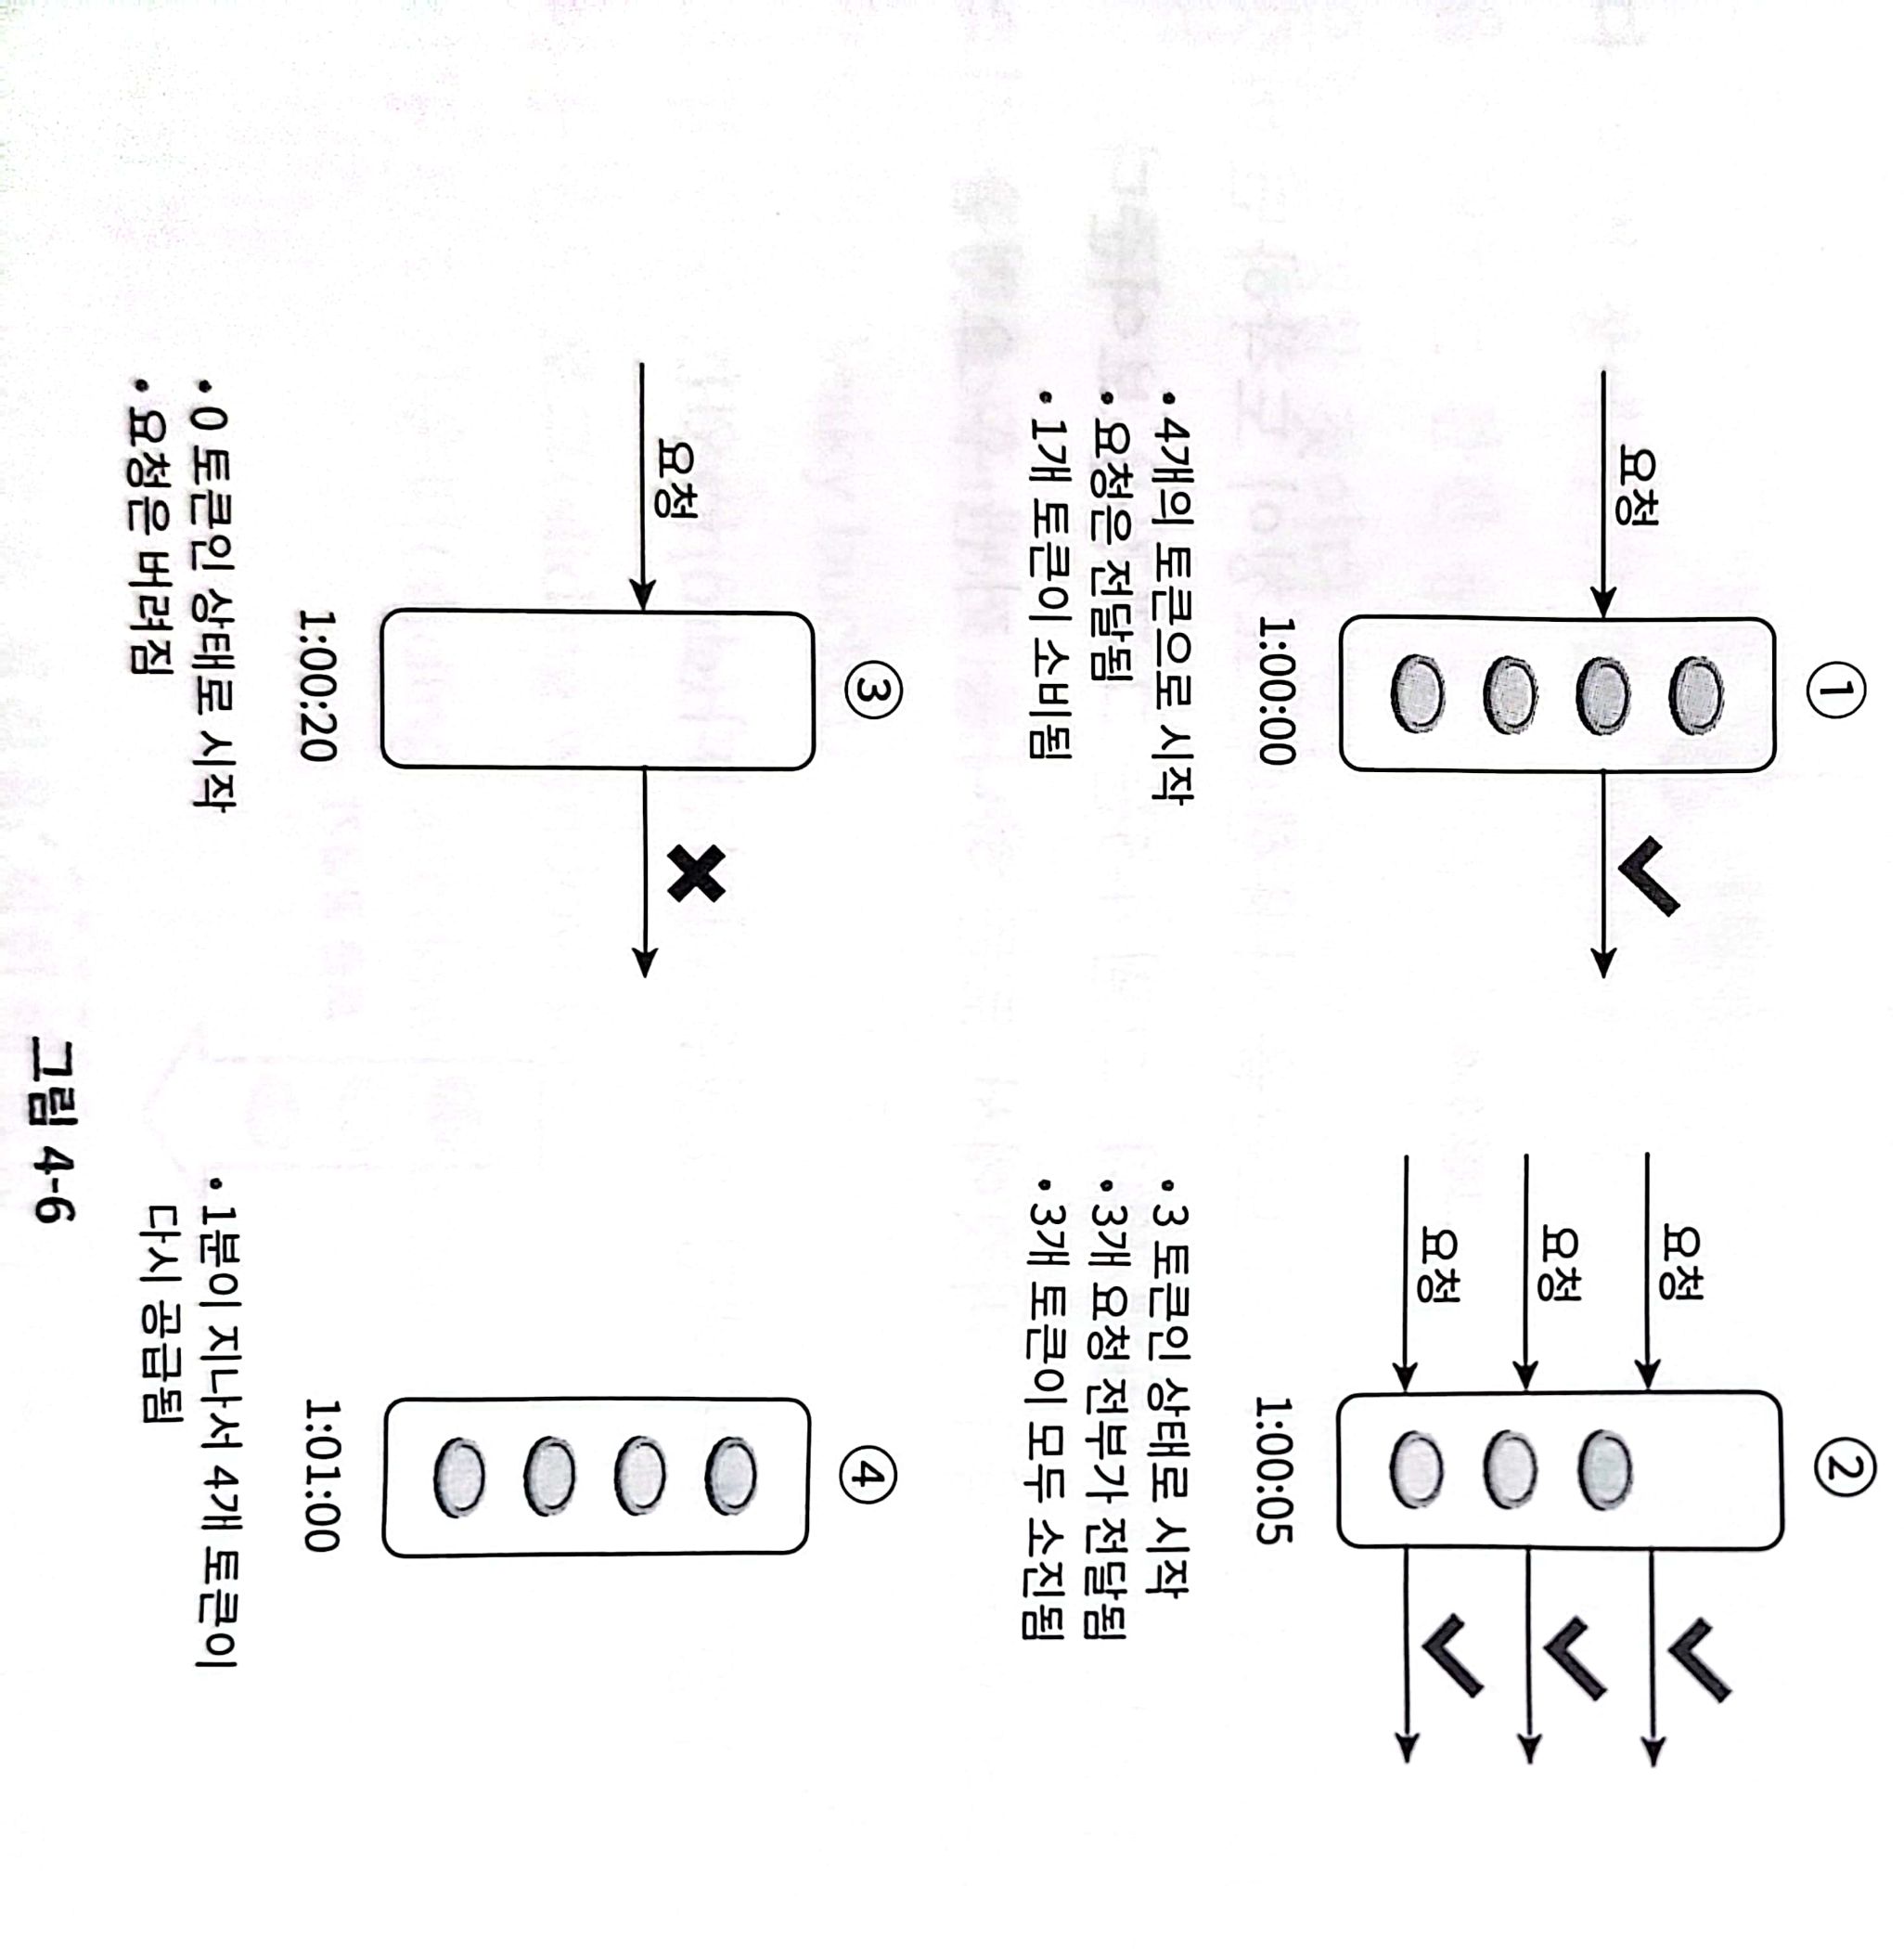 ①
요청
1:00:00
• 4개의 토큰으로 시작
• 요청은 전달됨
• 1개 토큰이 소비됨
②
요청
요청
요청
1:00:05
• 3 토큰인 상태로 시작
• 3개 요청 전부가 전달됨
• 3개 토큰이 모두 소진됨
③
요청
1:00:20
• 0 토큰인 상태로 시작
• 요청은 버려짐
④
1:01:00
• 1분이 지나서 4개 토큰이
다시 공급됨
그림 4-6